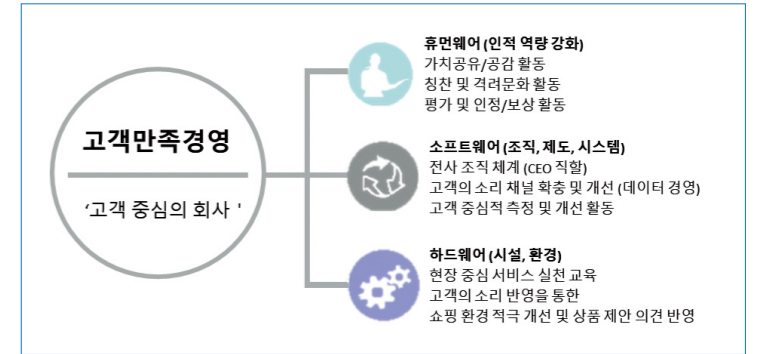 고객만족경영
‘고객 중심의 회사 '
휴먼웨어 (인적 역량 강화)
가치공유/공감 활동
칭찬 및 격려문화 활동
평가 및 인정/보상 활동
소프트웨어 (조직, 제도, 시스템)
전사 조직 체계 (CEO 직할)
고객의 소리 채널 확충 및 개선 (데이터 경영)
고객 중심적 측정 및 개선 활동
하드웨어 (시설, 환경)
현장 중심 서비스 실천 교육
고객의 소리 반영을 통한
쇼핑 환경 적극 개선 및 상품 제안 의견 반영